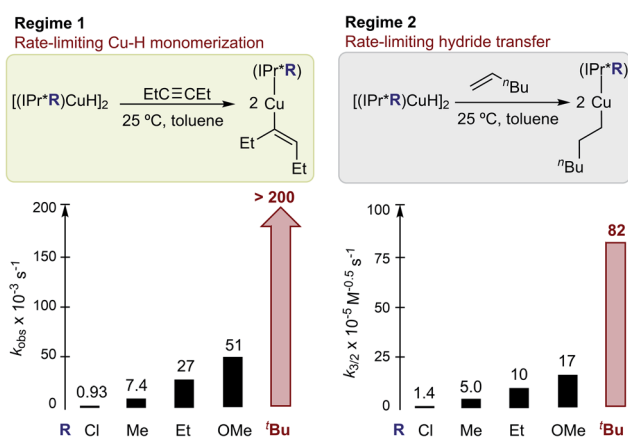 Regime 1
Rate-limiting Cu-H monomerization
(IPr*R)
[(IPr*R)CuH]2
EtC≡CEt
25 ºC, toluene
2 Cu
Et
Et
> 200
200
150
100
50
0
kobs x 10-3 s-1
0.93
7.4
27
51
R Cl Me Et OMe tBu
Regime 2
Rate-limiting hydride transfer
(IPr*R)
[(IPr*R)CuH]2
nBu
25 ºC, toluene
2 Cu
nBu
100
75
50
25
0
k3/2 x 10-5 M-0.5 s-1
1.4
5.0
10
17
82
R Cl Me Et OMe tBu